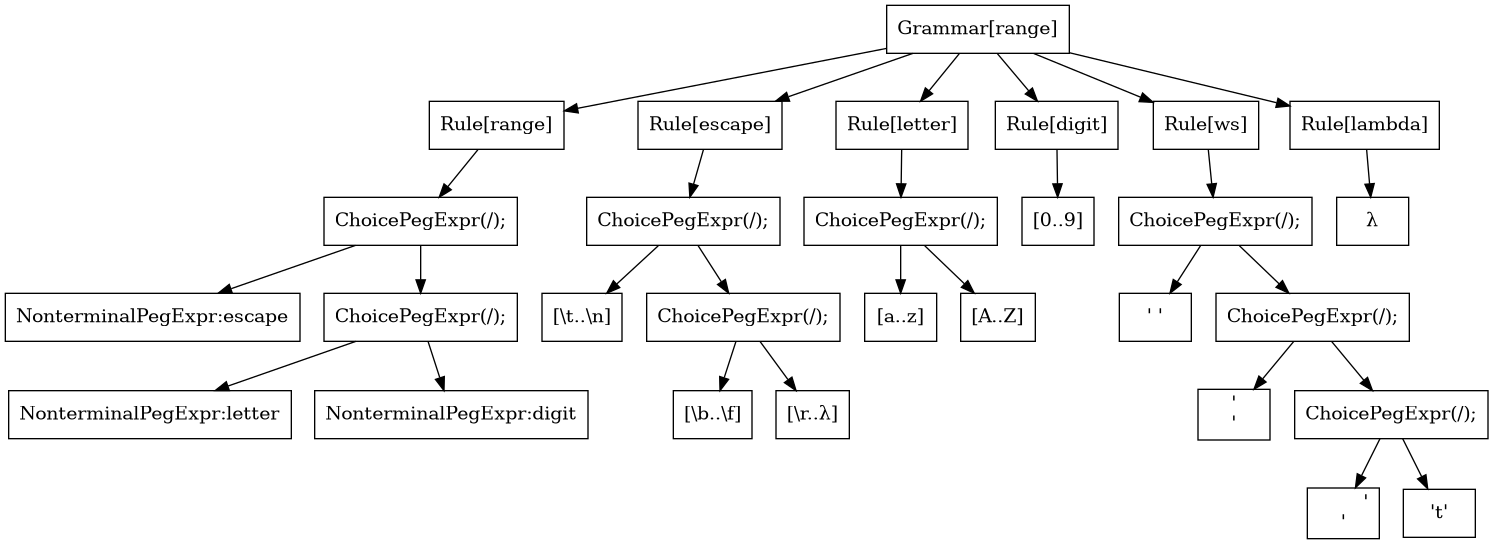 Grammar[range]
Rule[range]
Rule[escape]
Rule[letter]
Rule[digit]
Rule[ws]
Rule[lambda]
ChoicePegExpr(/);
ChoicePegExpr(/);
ChoicePegExpr(/);
[0..9]
ChoicePegExpr(/);
λ
NonterminalPegExpr:escape
ChoicePegExpr(/);
[\t..\n]
ChoicePegExpr(/);
[a..z]
[A..Z]
' '
ChoicePegExpr(/);
NonterminalPegExpr:letter
NonterminalPegExpr:digit
[\b..\f]
[\r..λ]
'
'
ChoicePegExpr(/);
'
'
't'